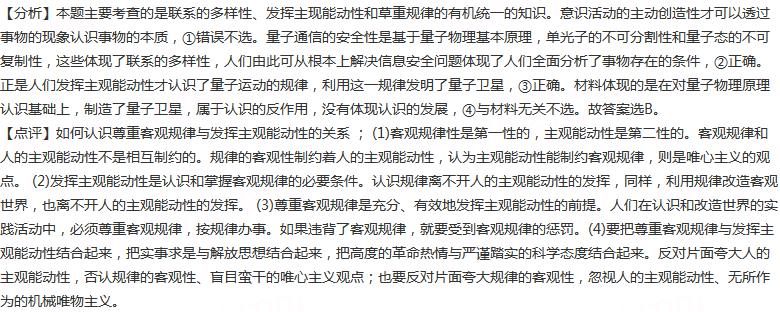 【分析】本题主要考查的是联系的多样性、发挥主现能动性和草重规律的有机统一的知识。意识活动的主动创造性才可以透过
事物的现象认识事物的本质，①错误不选。量子通信的安全性是基于量子物理基本原理，单光子的不可分割性和量子态的不可
复制性，这些体现了联系的多样性，人们由此可从根本上解决信息安全问题体现了人们全面分析了事物存在的条件，②正确。
正是人们发挥主观能动性才认识了量子运动的规律，利用这一规律发明了量子卫星，③正确。材料体现的是在对量子物理原理
认识基础上，制造了量子卫星，属于认识的反作用，没有体现认识的发展，④与材料无关不选。故答案选B。
【点评】如何认识尊重客观规律与发挥主观能动性的关系 ； (1)客观规律性是第一性的，主观能动性是第二性的。客观规律和
人的主观能动性不是相互制约的。规律的客观性制约着人的主观能动性，认为主观能动性能制约客观规律，则是唯心主义的观
点。 (2)发挥主观能动性是认识和掌握客观规律的必要条件。认识规律离不开人的主观能动性的发挥，同样，利用规律改造客观
世界，也离不开人的主观能动性的发挥。 (3)尊重客观规律是充分、有效地发挥主观能动性的前提。人们在认识和改造世界的实
践活动中，必须尊重客观规律，按规律办事。如果违背了客观规律，就要受到客观规律的惩罚。(4)要把尊重客观规律与发挥主
观能动性结合起来，把实事求是与解放思想结合起来，把高度的革命热情与严谨踏实的科学态度结合起来。反对片面夸大人的
主观能动性，否认规律的客观性、盲目蛮干的唯心主义观点；也要反对片面夸大规律的客观性，忽视人的主观能动性、无所作
为的机械唯物主义。